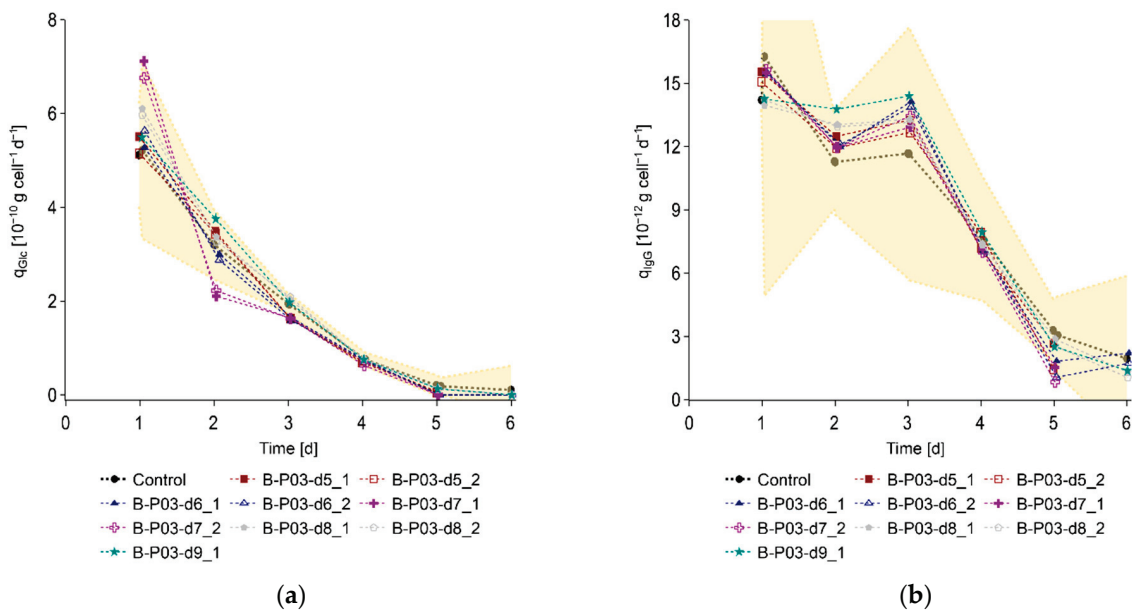 8
6
4
2
0
q_Glc [10⁻¹⁰ g cell⁻¹ d⁻¹]
0 1 2 3 4 5 6
Time [d]
Control B-P03-d5_1 B-P03-d5_2
B-P03-d6_1 B-P03-d6_2 B-P03-d7_1
B-P03-d7_2 B-P03-d8_1 B-P03-d8_2
B-P03-d9_1
(a)
18
15
12
9
6
3
0
q_IgG [10⁻¹² g cell⁻¹ d⁻¹]
0 1 2 3 4 5 6
Time [d]
Control B-P03-d5_1 B-P03-d5_2
B-P03-d6_1 B-P03-d6_2 B-P03-d7_1
B-P03-d7_2 B-P03-d8_1 B-P03-d8_2
B-P03-d9_1
(b)